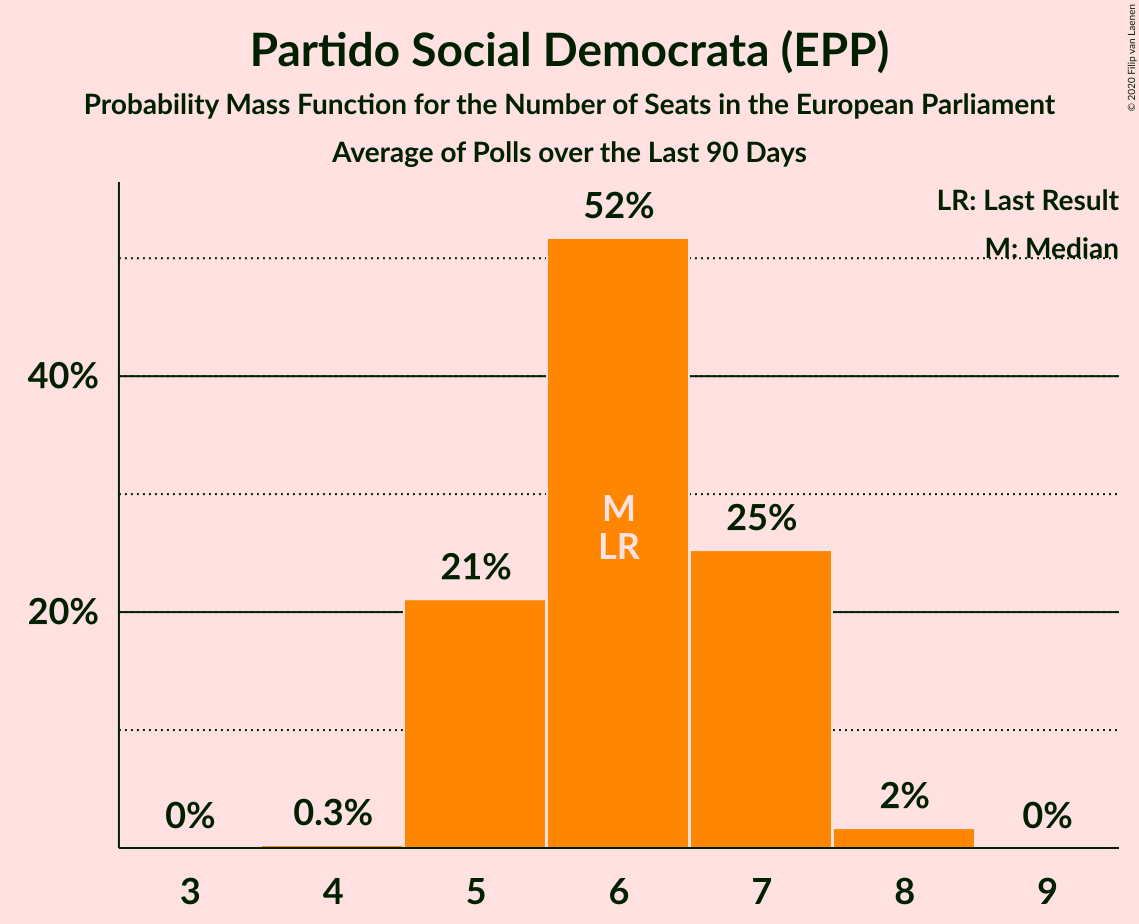 Partido Social Democrata (EPP)
Probability Mass Function for the Number of Seats in the European Parliament
Average of Polls over the Last 90 Days
© 2020 Filip van Laenen
LR: Last Result
M: Median
52%
40%
M
LR
25%
21%
20%
0%
0.3%
2%
0%
3 4 5 6 7 8 9